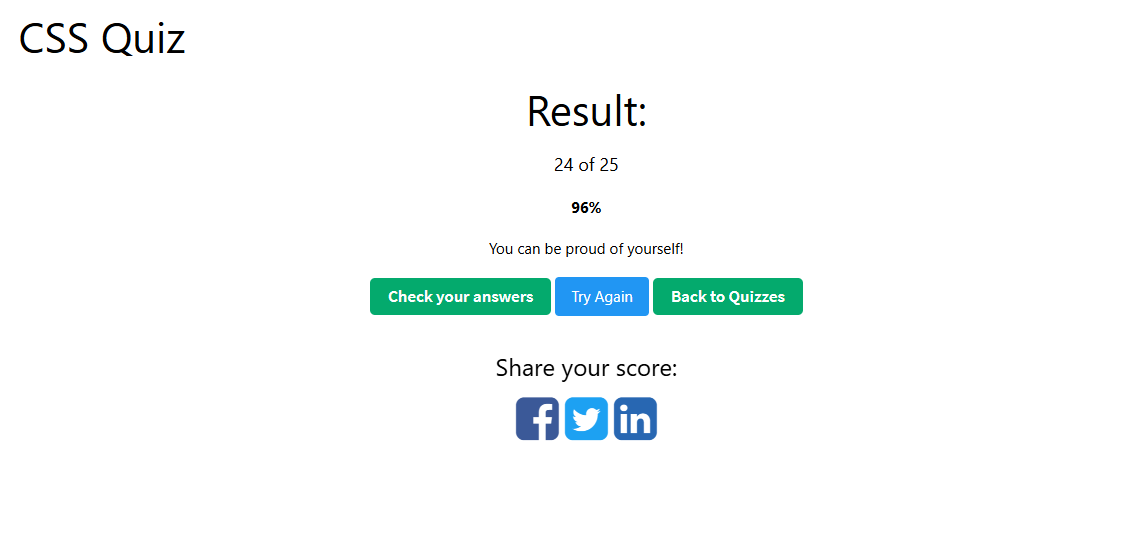 CSS Quiz
Result:
24 of 25
96%
You can be proud of yourself!
Check your answers Try Again Back to Quizzes
Share your score:
f in